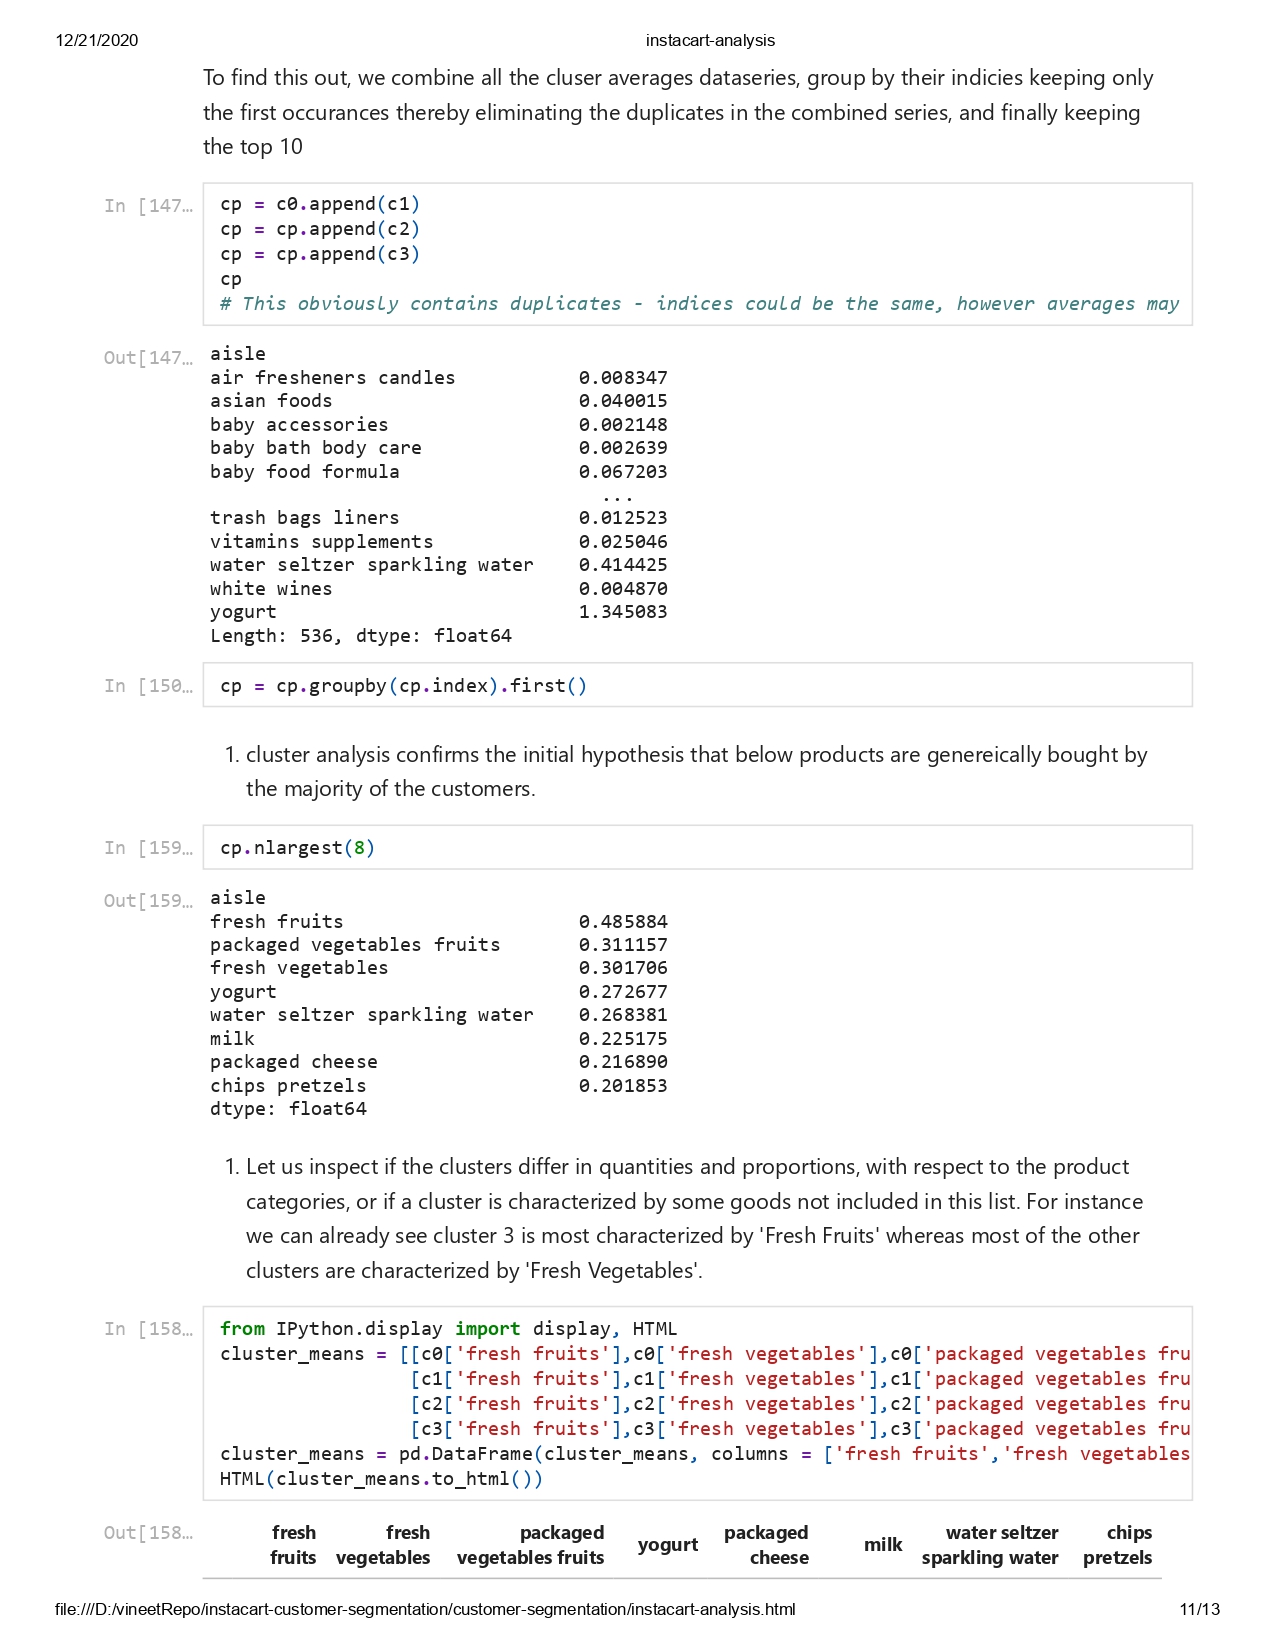 12/21/2020 instacart-analysis
To find this out, we combine all the cluser averages dataseries, group by their indicies keeping only
the first occurances thereby eliminating the duplicates in the combined series, and finally keeping
the top 10
In [147… cp = c0.append(c1)
cp = cp.append(c2)
cp = cp.append(c3)
cp
# This obviously contains duplicates - indices could be the same, however averages may
Out[147… aisle
air fresheners candles 0.008347
asian foods 0.040015
baby accessories 0.002148
baby bath body care 0.002639
baby food formula 0.067203
...
trash bags liners 0.012523
vitamins supplements 0.025046
water seltzer sparkling water 0.414425
white wines 0.004870
yogurt 1.345083
Length: 536, dtype: float64
In [150… cp = cp.groupby(cp.index).first()
1. cluster analysis confirms the initial hypothesis that below products are genereically bought by
the majority of the customers.
In [159… cp.nlargest(8)
Out[159… aisle
fresh fruits 0.485884
packaged vegetables fruits 0.311157
fresh vegetables 0.301706
yogurt 0.272677
water seltzer sparkling water 0.268381
milk 0.225175
packaged cheese 0.216890
chips pretzels 0.201853
dtype: float64
1. Let us inspect if the clusters differ in quantities and proportions, with respect to the product
categories, or if a cluster is characterized by some goods not included in this list. For instance
we can already see cluster 3 is most characterized by 'Fresh Fruits' whereas most of the other
clusters are characterized by 'Fresh Vegetables'.
In [158… from IPython.display import display, HTML
cluster_means = [[c0['fresh fruits'],c0['fresh vegetables'],c0['packaged vegetables fru
[c1['fresh fruits'],c1['fresh vegetables'],c1['packaged vegetables fru
[c2['fresh fruits'],c2['fresh vegetables'],c2['packaged vegetables fru
[c3['fresh fruits'],c3['fresh vegetables'],c3['packaged vegetables fru
cluster_means = pd.DataFrame(cluster_means, columns = ['fresh fruits','fresh vegetables
HTML(cluster_means.to_html())
Out[158… fresh fruits fresh vegetables packaged vegetables fruits yogurt packaged cheese milk water seltzer sparkling water chips pretzels
file:///D:/vineetRepo/instacart-customer-segmentation/customer-segmentation/instacart-analysis.html 11/13